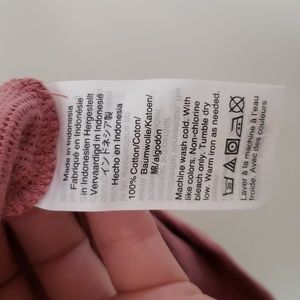 Made in Indonesia
Fabriqué en Indonésie
in Indonesien Hergestellt
Vervaardigd in Indonesië
インドネシア製
Hecho en Indonesia
100% Cotton/Coton/
Baumwolle/Katoen/
綿/algodón
Machine wash cold. With
like colors. Non-chlorine
bleach only. Tumble dry
low. Warm iron as needed.
Laver à la machine à l'eau
froide. Avec des couleurs